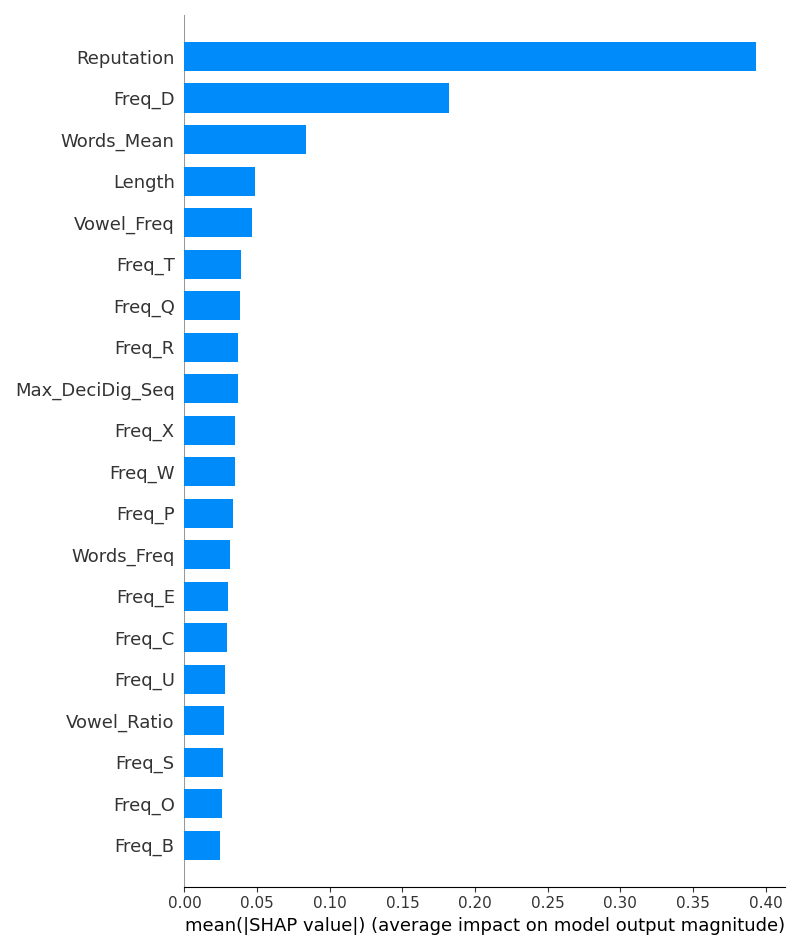 Reputation
Freq_D
Words_Mean
Length
Vowel_Freq
Freq_T
Freq_Q
Freq_R
Max_DeciDig_Seq
Freq_X
Freq_W
Freq_P
Words_Freq
Freq_E
Freq_C
Freq_U
Vowel_Ratio
Freq_S
Freq_O
Freq_B
0.00 0.05 0.10 0.15 0.20 0.25 0.30 0.35 0.40
mean(|SHAP value|) (average impact on model output magnitude)